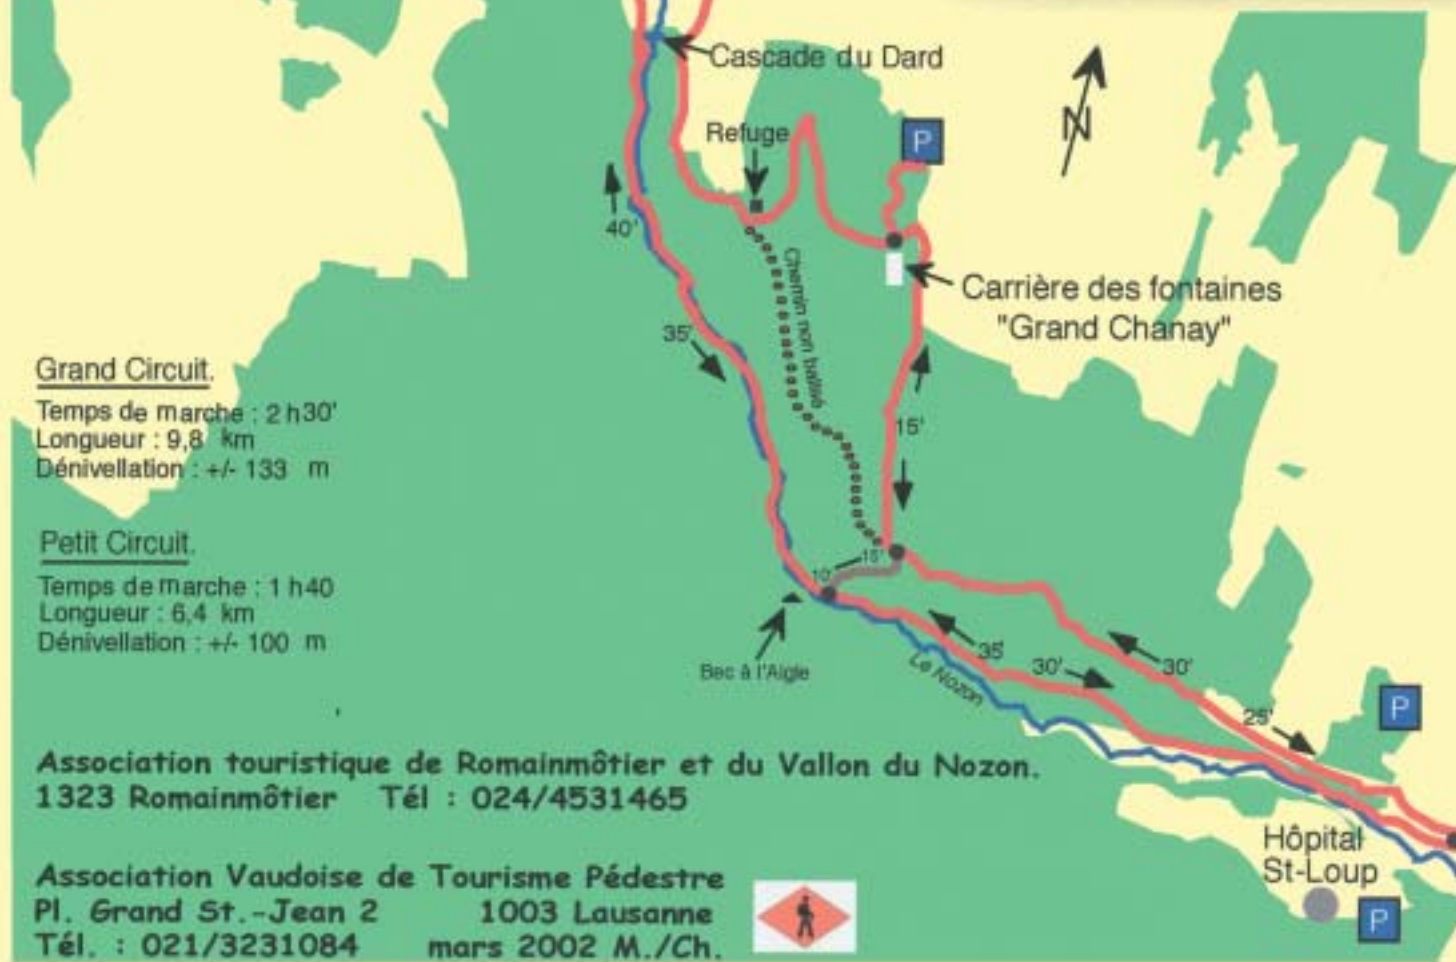 Cascade du Dard
Refuge
P
N
40'
Chemin non balisé
Carrière des fontaines
"Grand Chanay"
35'
Grand Circuit.
Temps de marche : 2 h30'
Longueur : 9,8 km
Dénivellation : +/- 133 m
15'
Petit Circuit.
Temps de marche : 1 h40
Longueur : 6,4 km
Dénivellation : +/- 100 m
15'
10'
Bec à l'Aigle
35'
30'
30'
Le Nozon
25'
P
Association touristique de Romainmôtier et du Vallon du Nozon.
1323 Romainmôtier Tél : 024/4531465
Hôpital
St-Loup
P
Association Vaudoise de Tourisme Pédestre
Pl. Grand St.-Jean 2 1003 Lausanne
Tél. : 021/3231084 mars 2002 M./Ch.